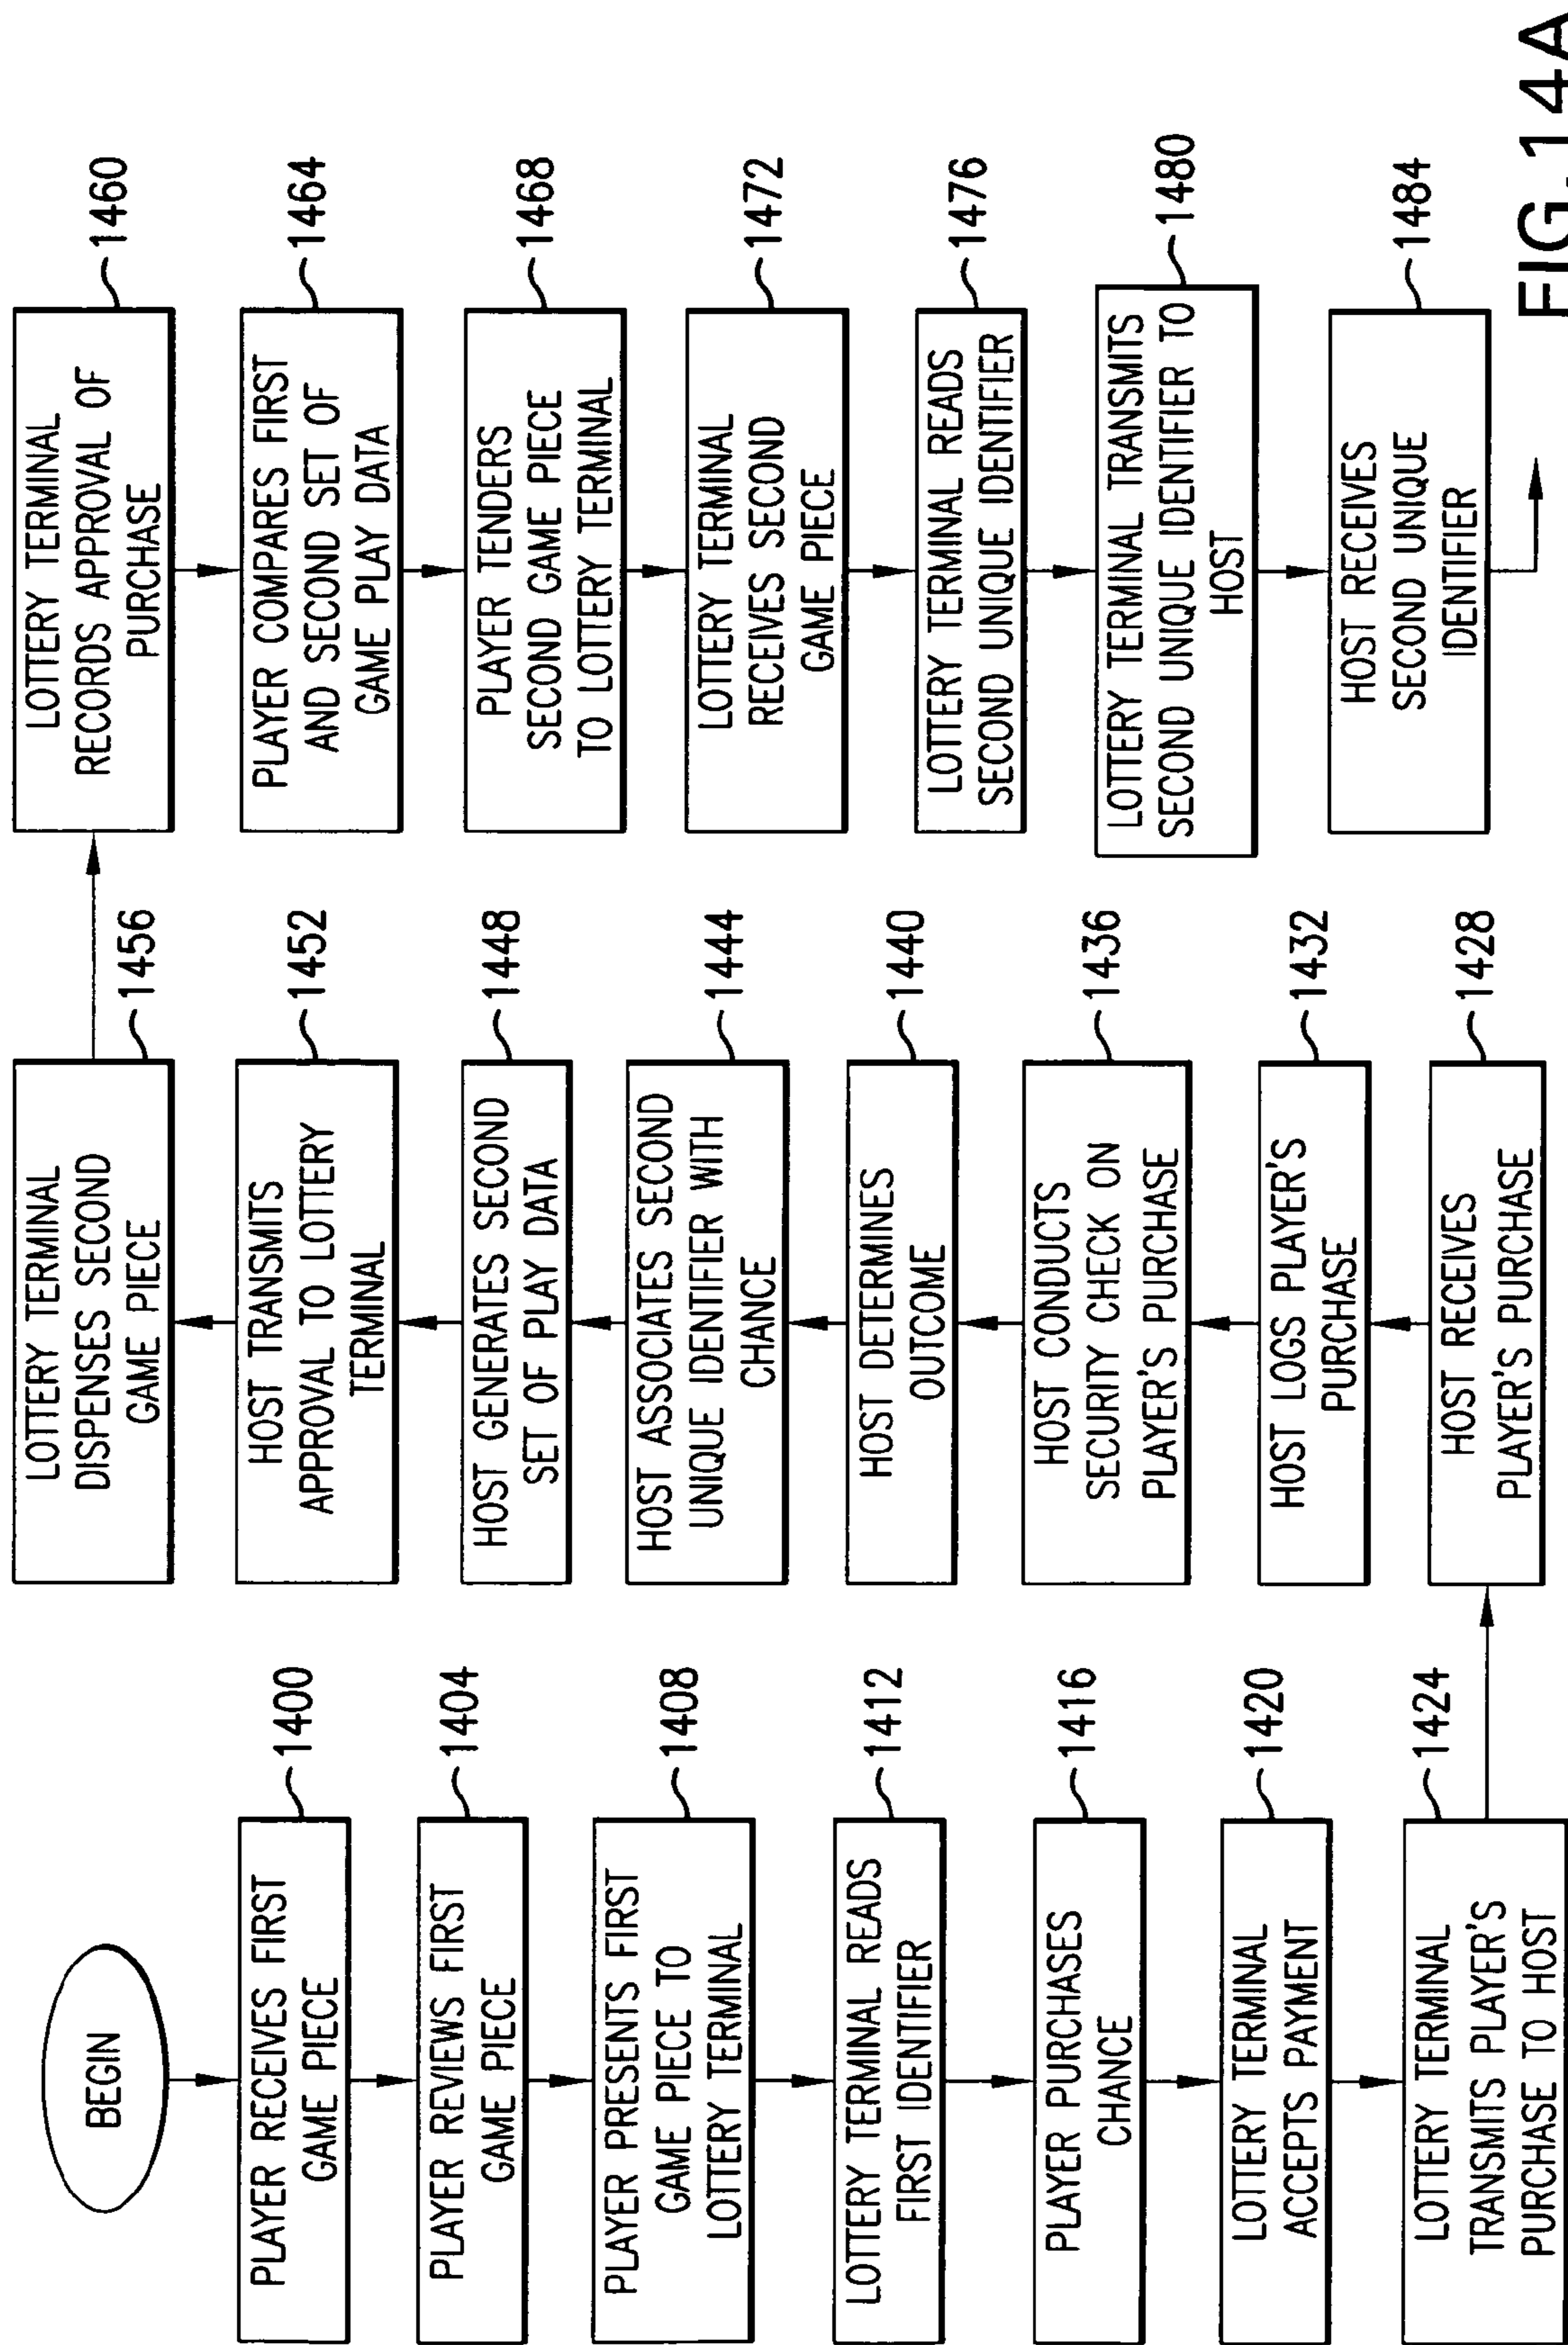 BEGIN
PLAYER RECEIVES FIRST
GAME PIECE
1400
PLAYER REVIEWS FIRST
GAME PIECE
1404
PLAYER PRESENTS FIRST
GAME PIECE TO
LOTTERY TERMINAL
1408
LOTTERY TERMINAL READS
FIRST IDENTIFIER
1412
PLAYER PURCHASES
CHANCE
1416
LOTTERY TERMINAL
ACCEPTS PAYMENT
1420
LOTTERY TERMINAL
TRANSMITS PLAYER'S
PURCHASE TO HOST
1424
HOST RECEIVES
PLAYER'S PURCHASE
1428
HOST LOGS PLAYER'S
PURCHASE
1432
HOST CONDUCTS
SECURITY CHECK ON
PLAYER'S PURCHASE
1436
HOST DETERMINES
OUTCOME
1440
HOST ASSOCIATES SECOND
UNIQUE IDENTIFIER WITH
CHANCE
1444
HOST GENERATES SECOND
SET OF PLAY DATA
1448
HOST TRANSMITS
APPROVAL TO LOTTERY
TERMINAL
1452
LOTTERY TERMINAL
DISPENSES SECOND
GAME PIECE
1456
LOTTERY TERMINAL
RECORDS APPROVAL OF
PURCHASE
1460
PLAYER COMPARES FIRST
AND SECOND SET OF
GAME PLAY DATA
1464
PLAYER TENDERS
SECOND GAME PIECE
TO LOTTERY TERMINAL
1468
LOTTERY TERMINAL
RECEIVES SECOND
GAME PIECE
1472
LOTTERY TERMINAL READS
SECOND UNIQUE IDENTIFIER
1476
LOTTERY TERMINAL TRANSMITS
SECOND UNIQUE IDENTIFIER TO
HOST
1480
HOST RECEIVES
SECOND UNIQUE
IDENTIFIER
1484
FIG.14A